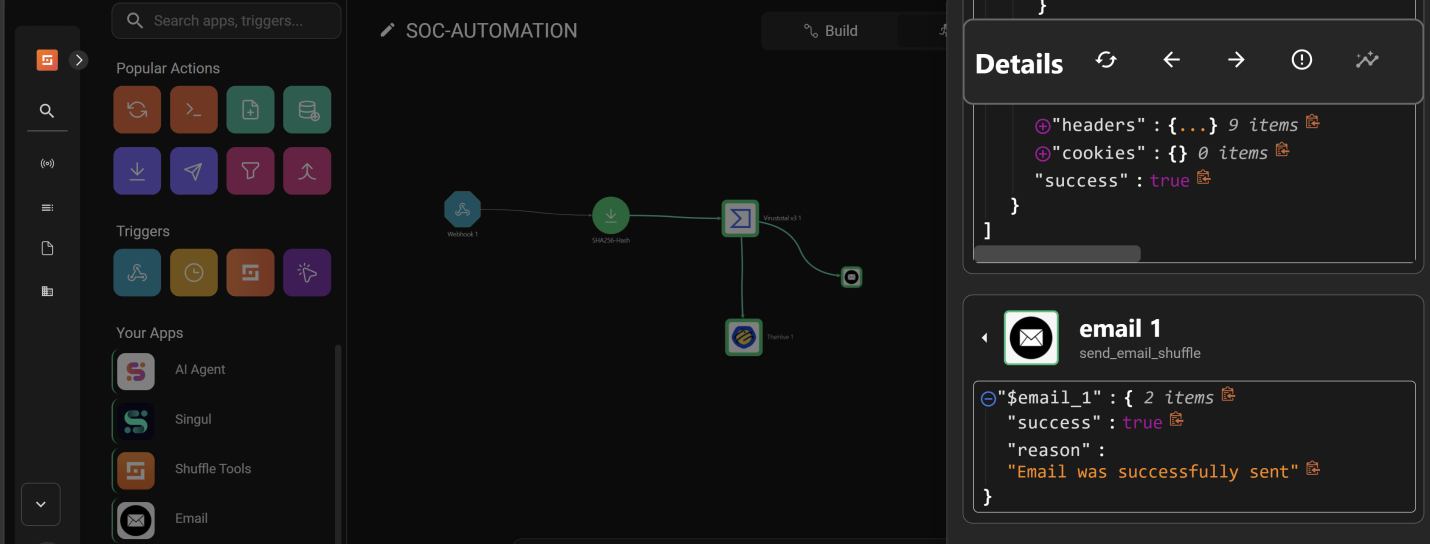 Search apps, triggers...
Popular Actions
Triggers
Your Apps
AI Agent
Singul
Shuffle Tools
Email
SOC-AUTOMATION
Build
Webhook 1
SHA256-Hash
Virustotal v3 1
TheHive 1
}
Details
"headers" : {...} 9 items
"cookies" : {} 0 items
"success" : true
}
]
email 1
send_email_shuffle
"$email_1" : { 2 items
"success" : true
"reason" :
"Email was successfully sent"
}